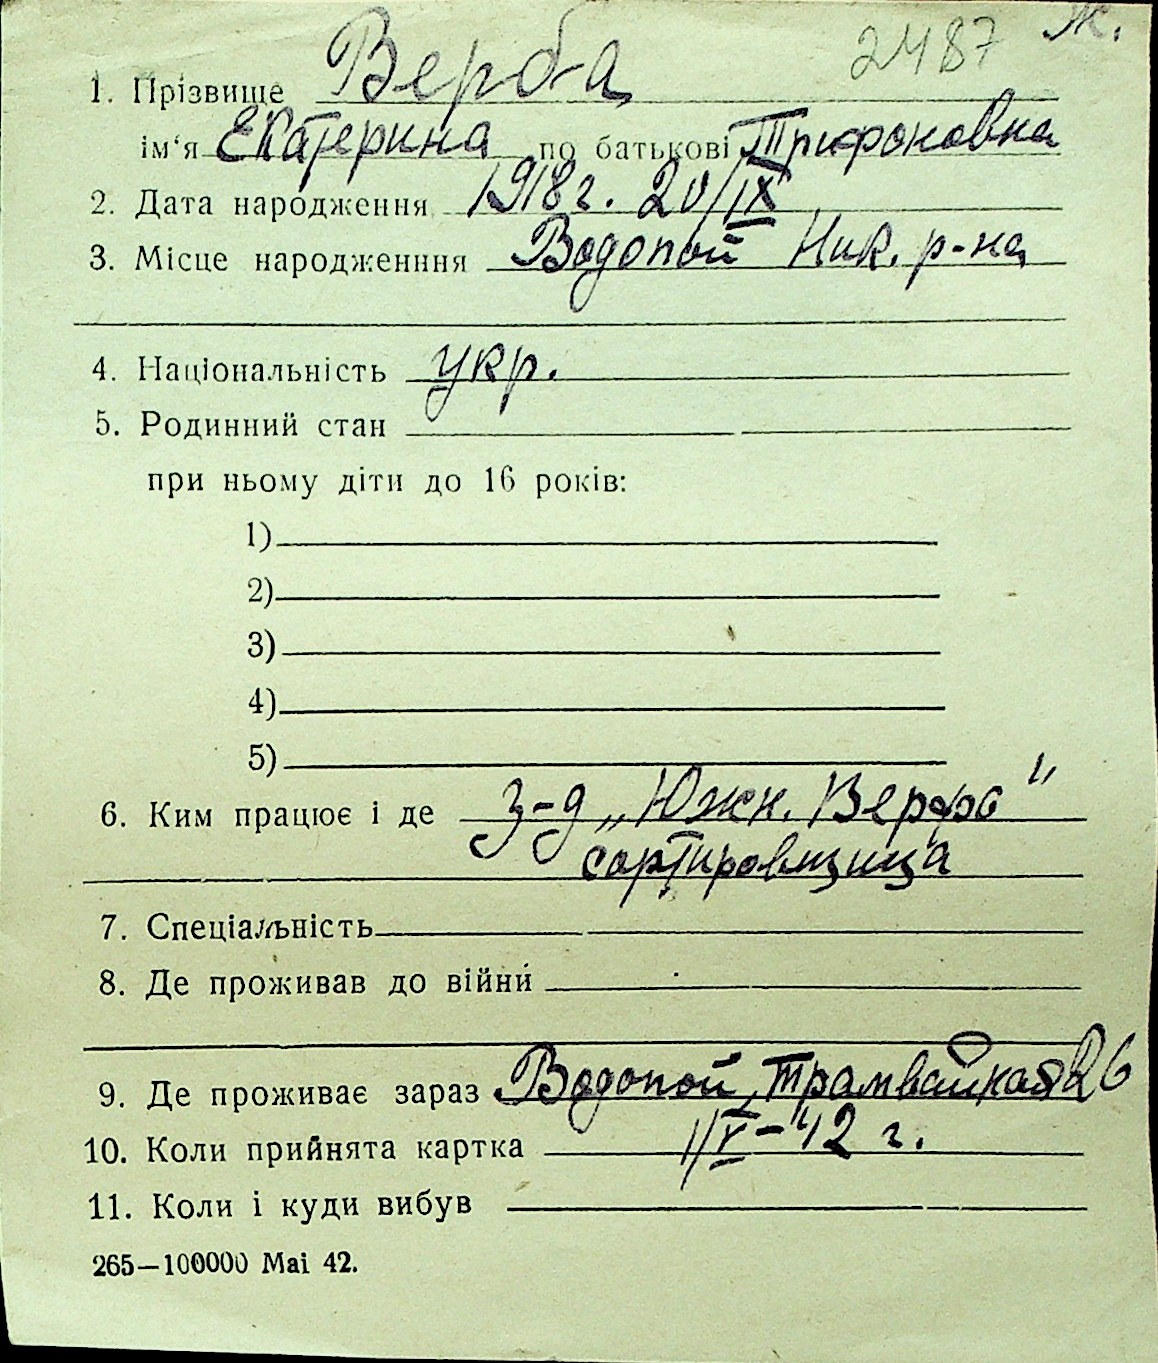 2487 ж.
1. Прізвище Верба
ім'я Екатерина по батькові Трифоновна
2. Дата народження 1918 г. 20/IX
3. Місце народженння Водопой Ник. р-на
4. Національність укр.
5. Родинний стан
при ньому діти до 16 років:
1)
2)
3)
4)
5)
6. Ким працює і де з-д „Южн. Верфь"
сортировщица
7. Спеціальність
8. Де проживав до війни
9. Де проживає зараз Водопой, Трамвайная 26
10. Коли прийнята картка 1/V-42 г.
11. Коли і куди вибув
265—100000 Mai 42.